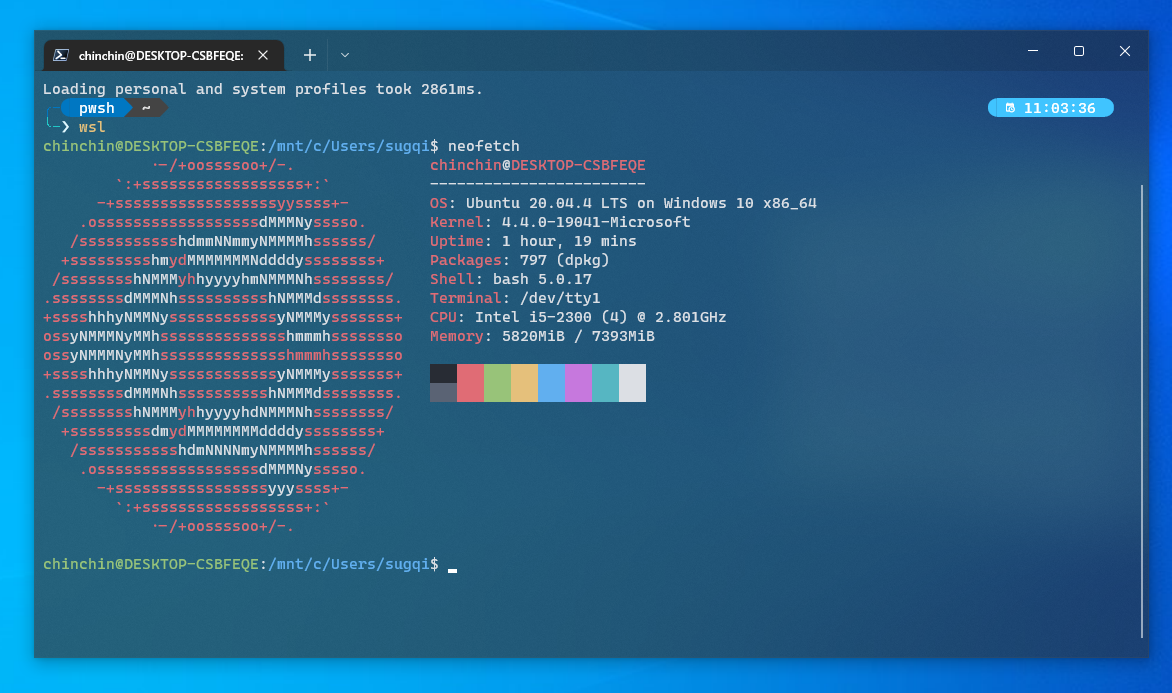 chinchin@DESKTOP-CSBFEQE:
Loading personal and system profiles took 2861ms.
pwsh ~ 11:03:36
❯ wsl
chinchin@DESKTOP-CSBFEQE:/mnt/c/Users/sugqi$ neofetch
.-/+oossssoo+/-. chinchin@DESKTOP-CSBFEQE
`:+ssssssssssssssssss+:` ------------------------
-+ssssssssssssssssssyyssss+- OS: Ubuntu 20.04.4 LTS on Windows 10 x86_64
.ossssssssssssssssssdMMMNysssso. Kernel: 4.4.0-19041-Microsoft
/ssssssssssshdmmNNmmyNMMMMhssssss/ Uptime: 1 hour, 19 mins
+ssssssssshmydMMMMMMMNddddyssssssss+ Packages: 797 (dpkg)
/sssssssshNMMMyhhyyyyhmNMMMNhssssssss/ Shell: bash 5.0.17
.ssssssssdMMMNhsssssssssshNMMMdssssssss. Terminal: /dev/tty1
+sssshhhyNMMNyssssssssssssyNMMMysssssss+ CPU: Intel i5-2300 (4) @ 2.801GHz
ossyNMMMNyMMhsssssssssssssshmmmhssssssso Memory: 5820MiB / 7393MiB
ossyNMMMNyMMhsssssssssssssshmmmhssssssso
+sssshhhyNMMNyssssssssssssyNMMMysssssss+
.ssssssssdMMMNhsssssssssshNMMMdssssssss.
/sssssssshNMMMyhhyyyyhdNMMMNhssssssss/
+sssssssssdmydMMMMMMMMddddyssssssss+
/ssssssssssshdmNNNNmyNMMMMhssssss/
.ossssssssssssssssssdMMMNysssso.
-+sssssssssssssssssyyyssss+-
`:+ssssssssssssssssss+:`
.-/+oossssoo+/-.
chinchin@DESKTOP-CSBFEQE:/mnt/c/Users/sugqi$